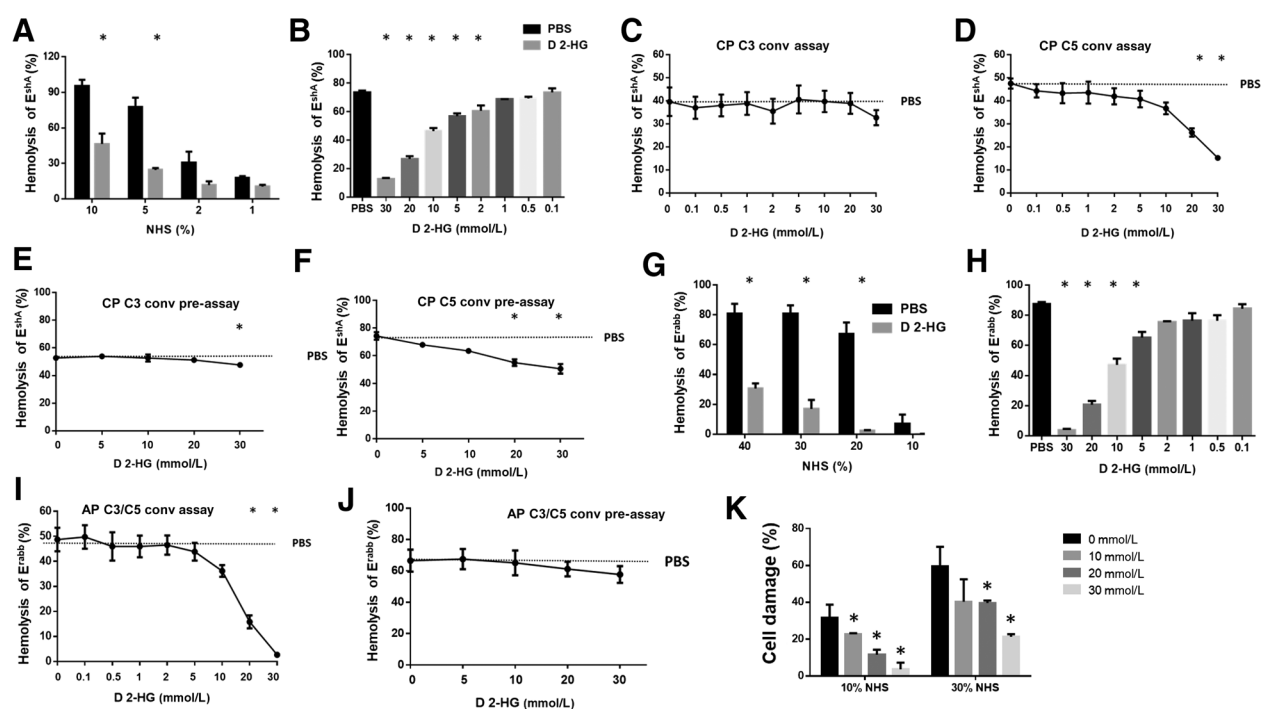 A
Hemolysis of EshA (%)
120
90
60
30
0
*
*
10
5
2
1
NHS (%)
B
Hemolysis of EshA (%)
100
80
60
40
20
0
* * * * *
PBS
D 2-HG
PBS 30 20 10 5 2 1 0.5 0.1
D 2-HG (mmol/L)
C
CP C3 conv assay
Hemolysis of EshA (%)
60
50
40
30
20
10
0
PBS
0 0.1 0.5 1 2 5 10 20 30
D 2-HG (mmol/L)
D
CP C5 conv assay
* *
Hemolysis of EshA (%)
60
50
40
30
20
10
0
PBS
0 0.1 0.5 1 2 5 10 20 30
D 2-HG (mmol/L)
E
CP C3 conv pre-assay
*
Hemolysis of EshA (%)
100
80
60
40
20
0
PBS
0 5 10 20 30
D 2-HG (mmol/L)
F
CP C5 conv pre-assay
* *
Hemolysis of EshA (%)
100
80
60
40
20
0
PBS
0 5 10 20 30
D 2-HG (mmol/L)
G
* * *
Hemolysis of Erabb (%)
100
80
60
40
20
0
PBS
D 2-HG
40 30 20 10
NHS (%)
H
* * * *
Hemolysis of Erabb (%)
100
80
60
40
20
0
PBS 30 20 10 5 2 1 0.5 0.1
D 2-HG (mmol/L)
I
AP C3/C5 conv assay
* *
Hemolysis of Erabb (%)
60
50
40
30
20
10
0
PBS
0 0.1 0.5 1 2 5 10 20 30
D 2-HG (mmol/L)
J
AP C3/C5 conv pre-assay
Hemolysis of Erabb (%)
100
80
60
40
20
0
PBS
0 5 10 20 30
D 2-HG (mmol/L)
K
Cell damage (%)
80
60
40
20
0
* * *
* *
0 mmol/L
10 mmol/L
20 mmol/L
30 mmol/L
10% NHS
30% NHS